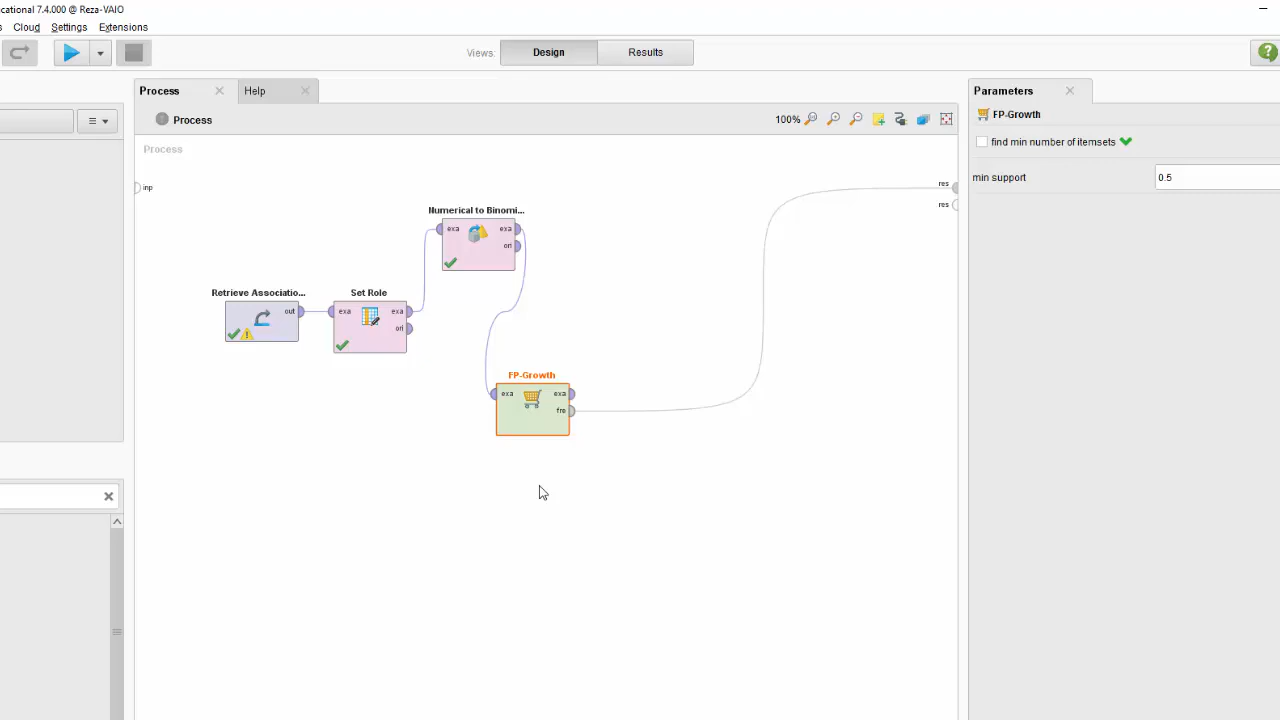 cational 7.4.000 @ Reza-VAIO
s Cloud Settings Extensions
Views: Design Results
Process Help Parameters
Process 100% FP-Growth
Process
find min number of itemsets
min support 0.5
inp
res
res
Numerical to Binomi...
exa exa
ori
Retrieve Associatio...
out
Set Role
exa exa
ori
FP-Growth
exa exa
fre